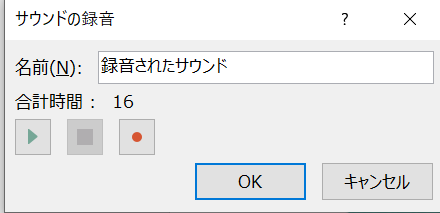 サウンドの録音
名前(N):
録音されたサウンド
合計時間： 16
OK
キャンセル